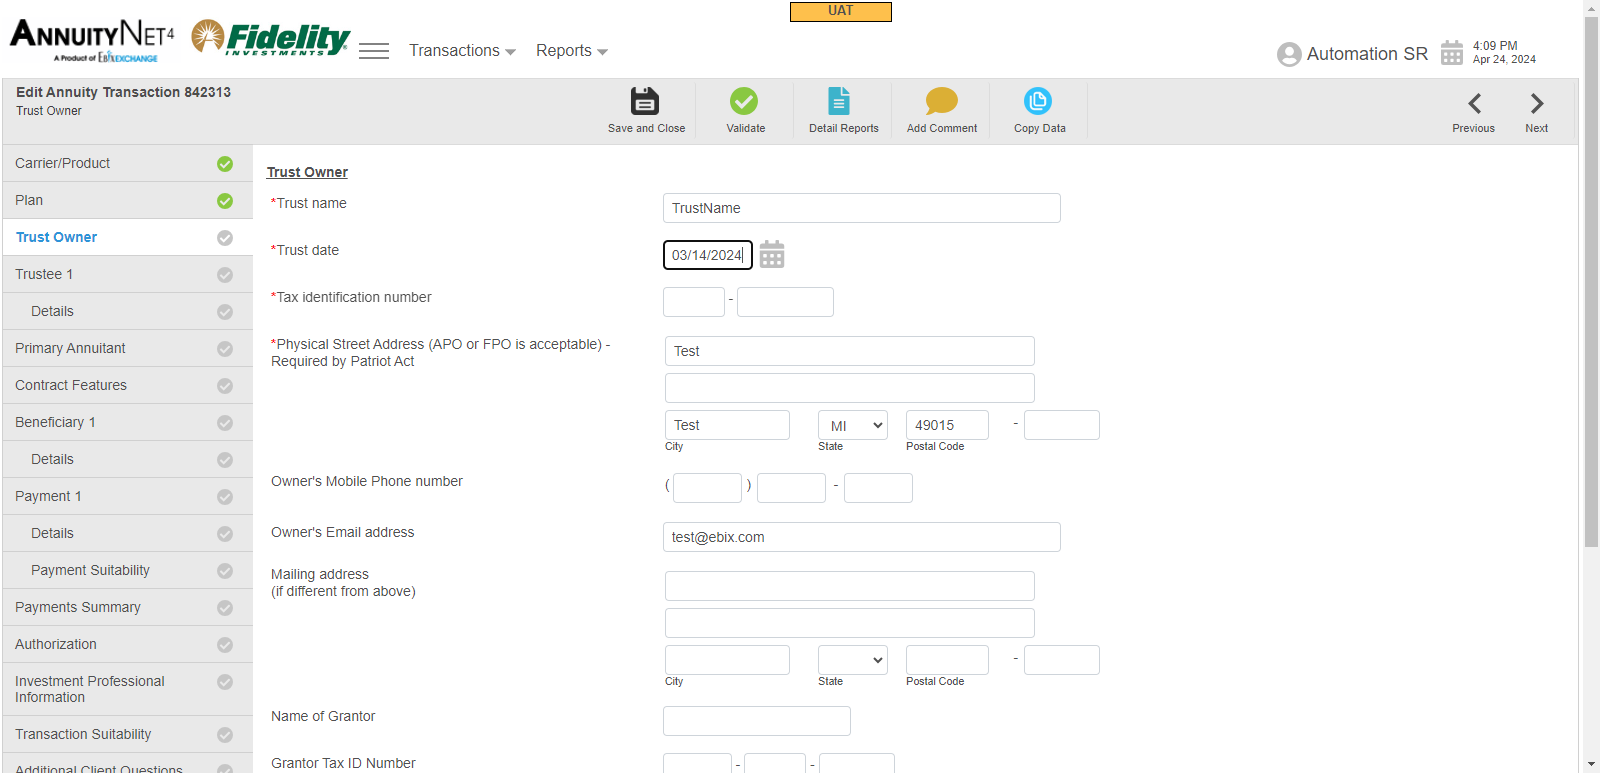 UAT
ANNUITYNET4
A Product of EbixEXCHANGE
Fidelity
INVESTMENTS
Transactions
Reports
Automation SR
4:09 PM
Apr 24, 2024
Edit Annuity Transaction 842313
Trust Owner
Save and Close
Validate
Detail Reports
Add Comment
Copy Data
Previous
Next
Carrier/Product
Plan
Trust Owner
Trustee 1
Details
Primary Annuitant
Contract Features
Beneficiary 1
Details
Payment 1
Details
Payment Suitability
Payments Summary
Authorization
Investment Professional
Information
Transaction Suitability
Additional Client Questions
Trust Owner
*Trust name
TrustName
*Trust date
03/14/2024
*Tax identification number
-
*Physical Street Address (APO or FPO is acceptable) -
Required by Patriot Act
Test
Test
MI
49015
-
City
State
Postal Code
Owner's Mobile Phone number
( ) -
Owner's Email address
test@ebix.com
Mailing address
(if different from above)
-
City
State
Postal Code
Name of Grantor
Grantor Tax ID Number
- -